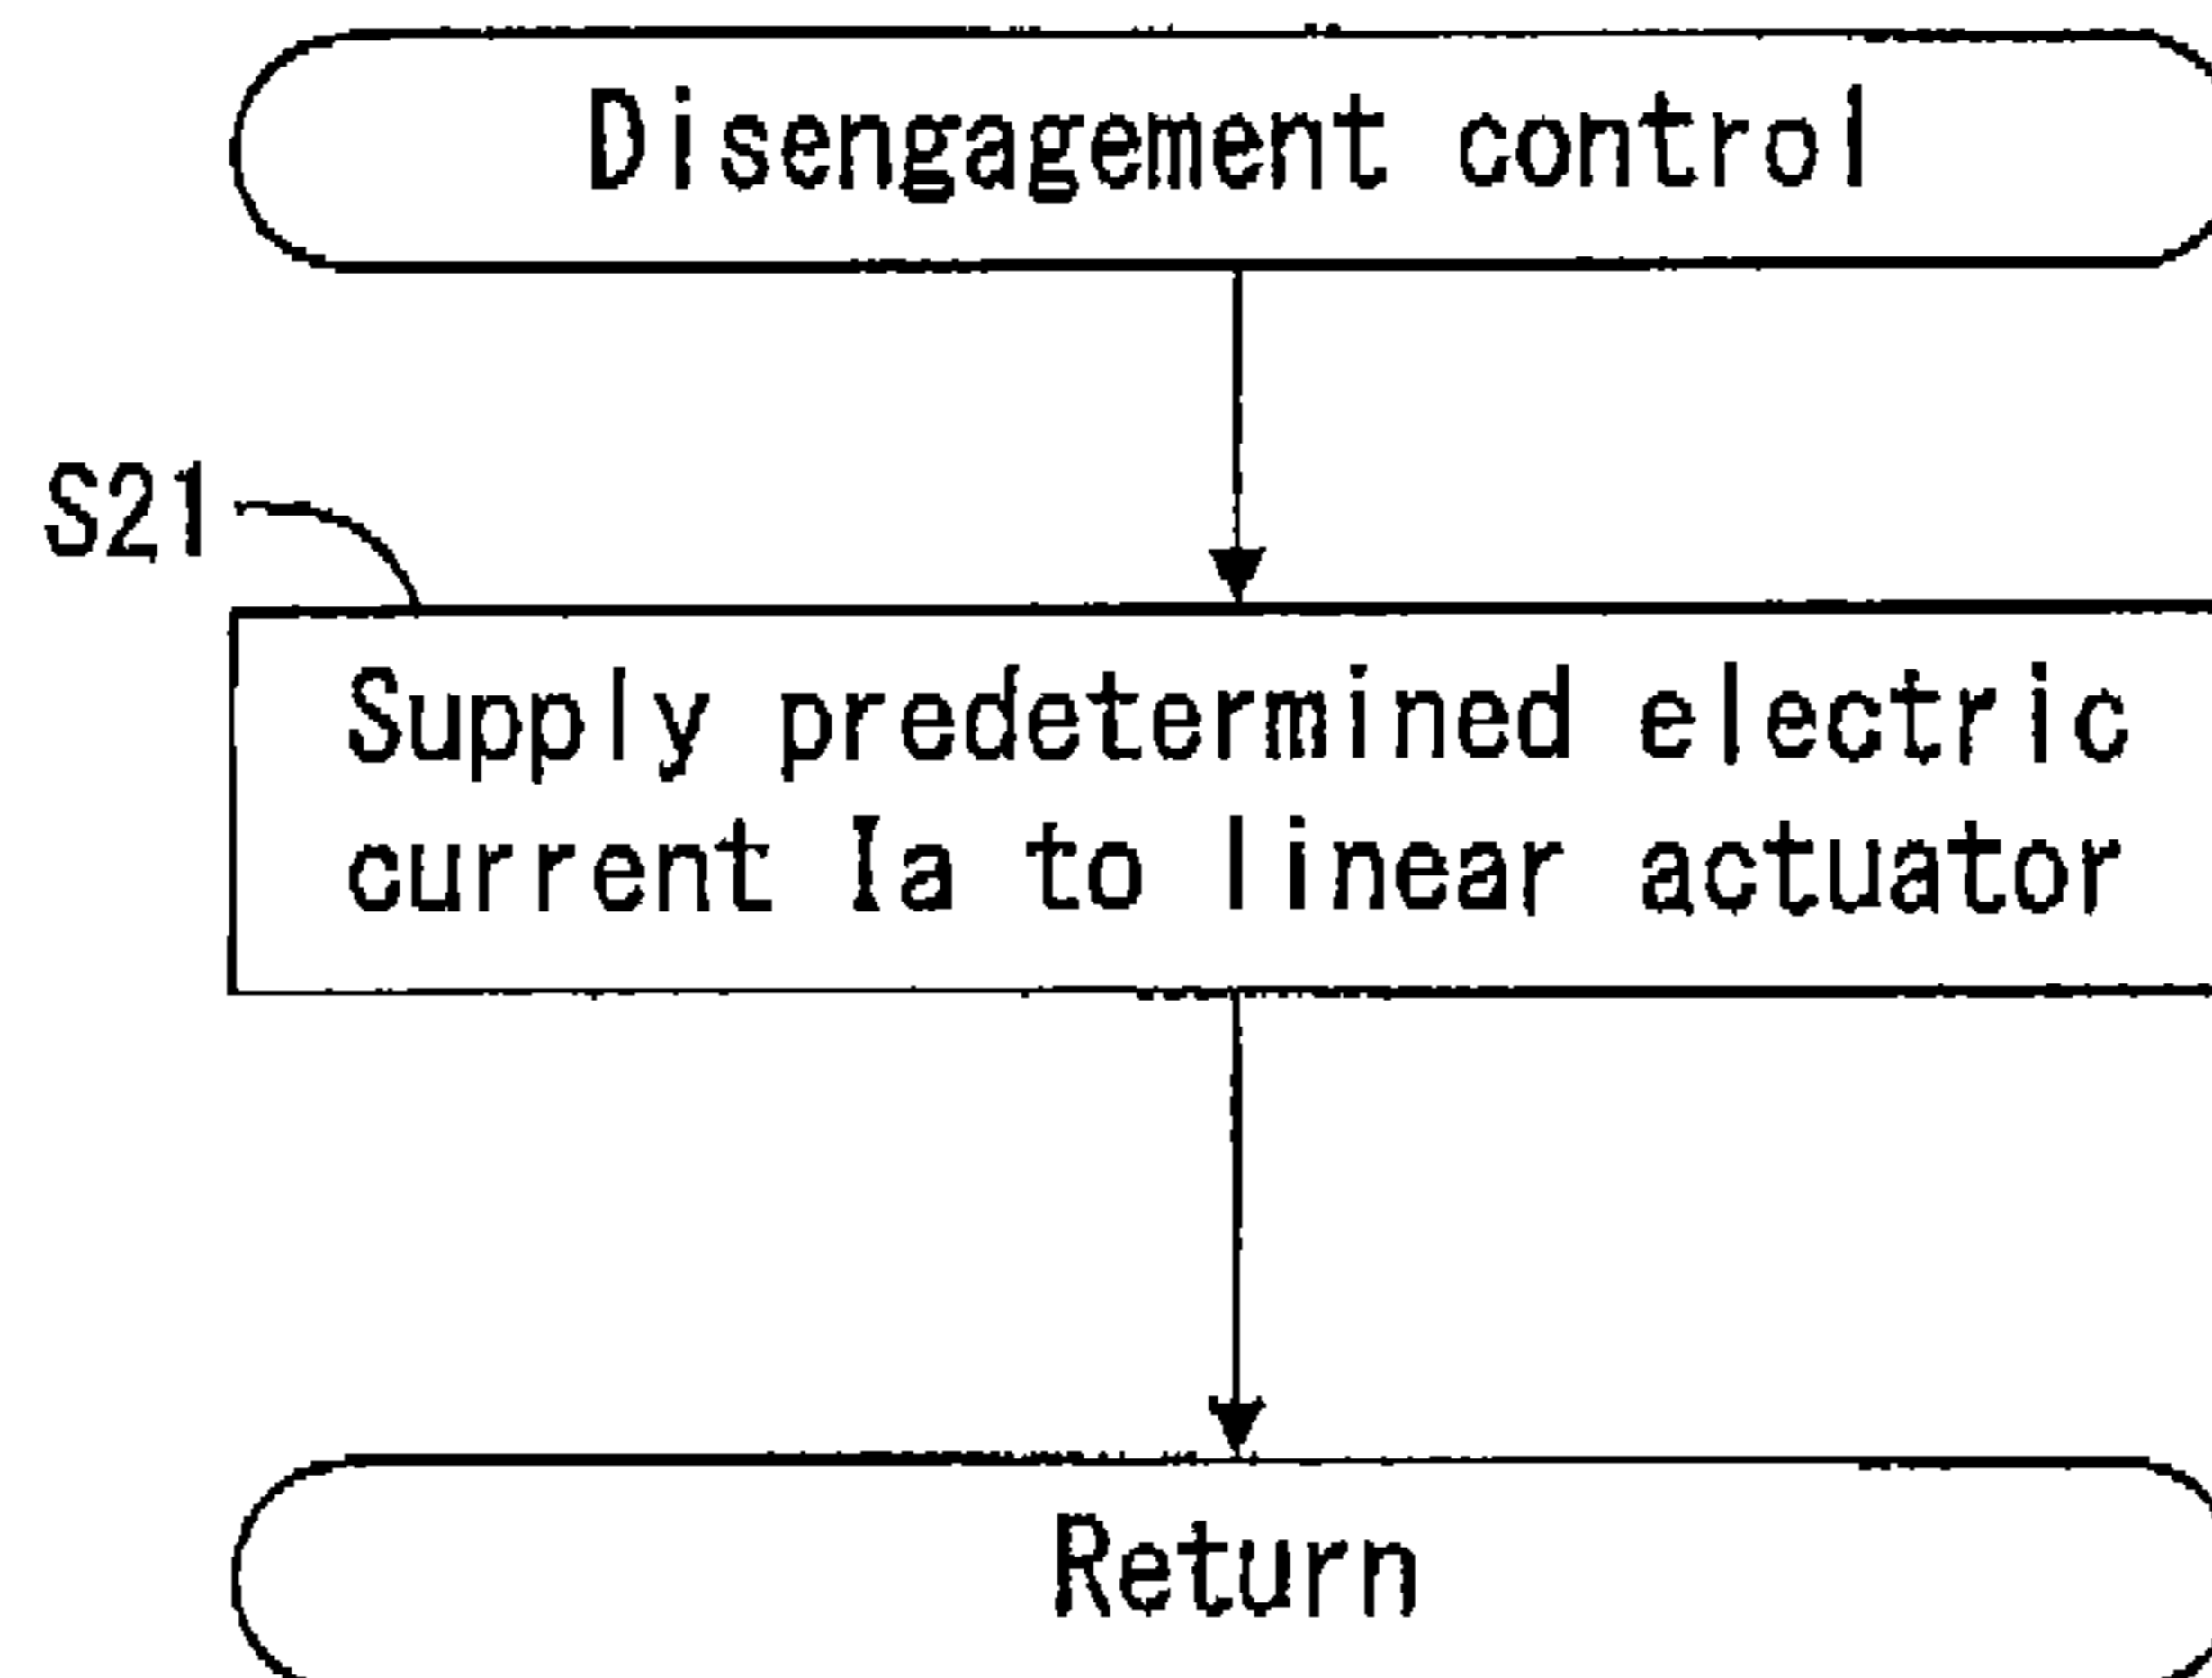 Disengagement control
S21
Supply predetermined electric
current Ia to linear actuator
Return